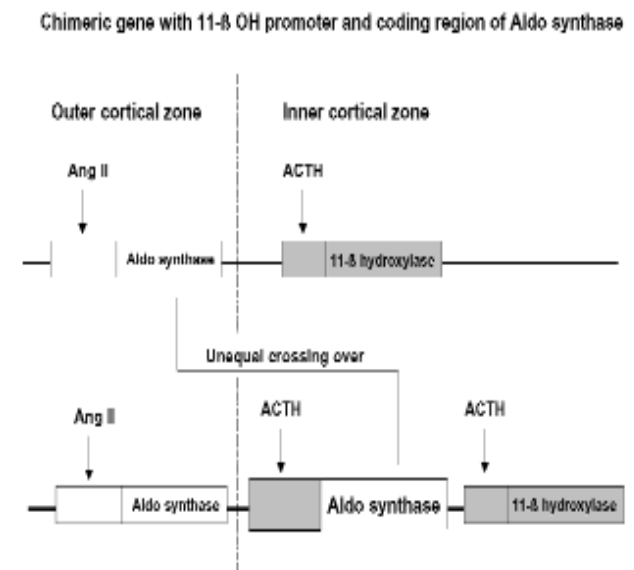 Chimeric gene with 11-ß OH promoter and coding region of Aldo synthase
Outer cortical zone
Inner cortical zone
Ang II
ACTH
Aldo synthase
11-ß hydroxylase
Unequal crossing over
Ang II
ACTH
ACTH
Aldo synthase
Aldo synthase
11-ß hydroxylase